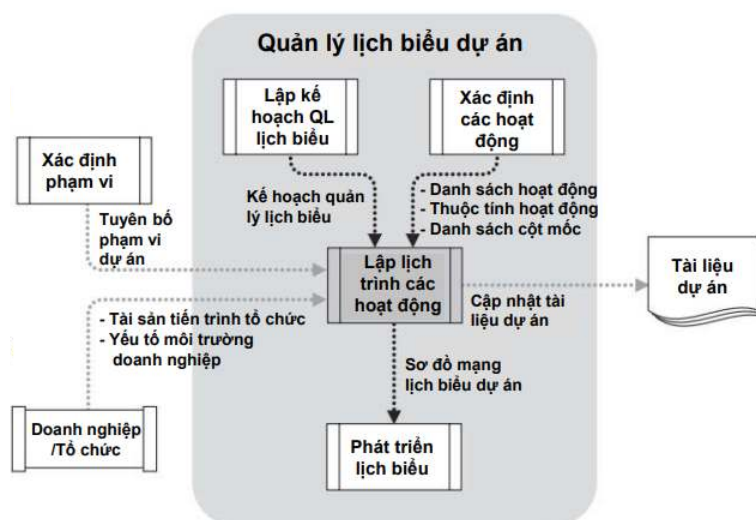 Quản lý lịch biểu dự án
Lập kế
hoạch QL
lịch biểu
Xác định
các hoạt
động
Xác định
phạm vi
Kế hoạch quản
lý lịch biểu
- Danh sách hoạt động
- Thuộc tính hoạt động
- Danh sách cột mốc
Tuyên bố
phạm vi
dự án
Lập lịch
trình các
hoạt động
Tài liệu
dự án
Cập nhật tài
liệu dự án
- Tài sản tiến trình tổ chức
- Yếu tố môi trường
doanh nghiệp
Sơ đồ mạng
lịch biểu dự án
Doanh nghiệp
/Tổ chức
Phát triển
lịch biểu